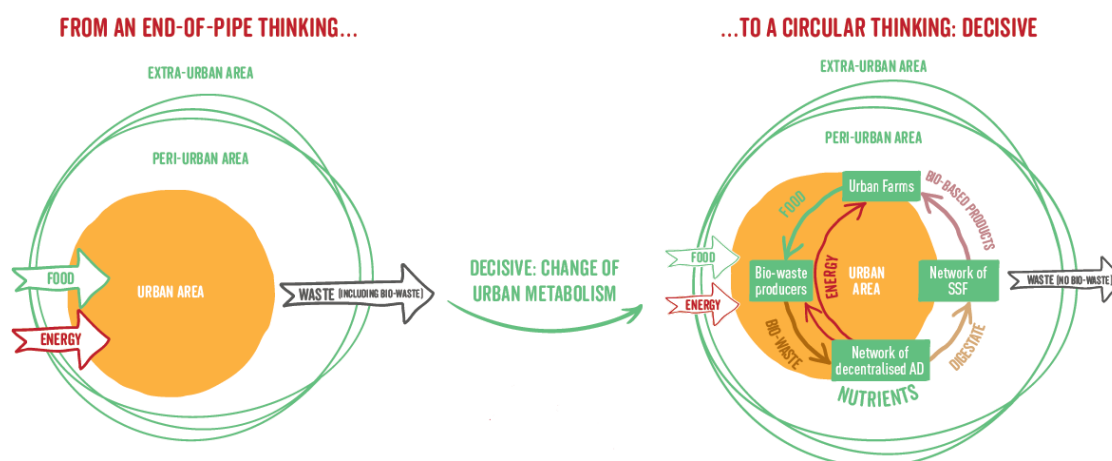 FROM AN END-OF-PIPE THINKING...
EXTRA-URBAN AREA
PERI-URBAN AREA
FOOD
URBAN AREA
ENERGY
WASTE (INCLUDING BIO-WASTE)
DECISIVE: CHANGE OF
URBAN METABOLISM
...TO A CIRCULAR THINKING: DECISIVE
EXTRA-URBAN AREA
PERI-URBAN AREA
FOOD
ENERGY
Urban Farms
FOOD
BIO-BASED PRODUCTS
Bio-waste
producers
ENERGY
URBAN
AREA
Network of
SSF
WASTE (NO BIO-WASTE)
BIO-WASTE
DIGESTATE
Network of
decentralised AD
NUTRIENTS